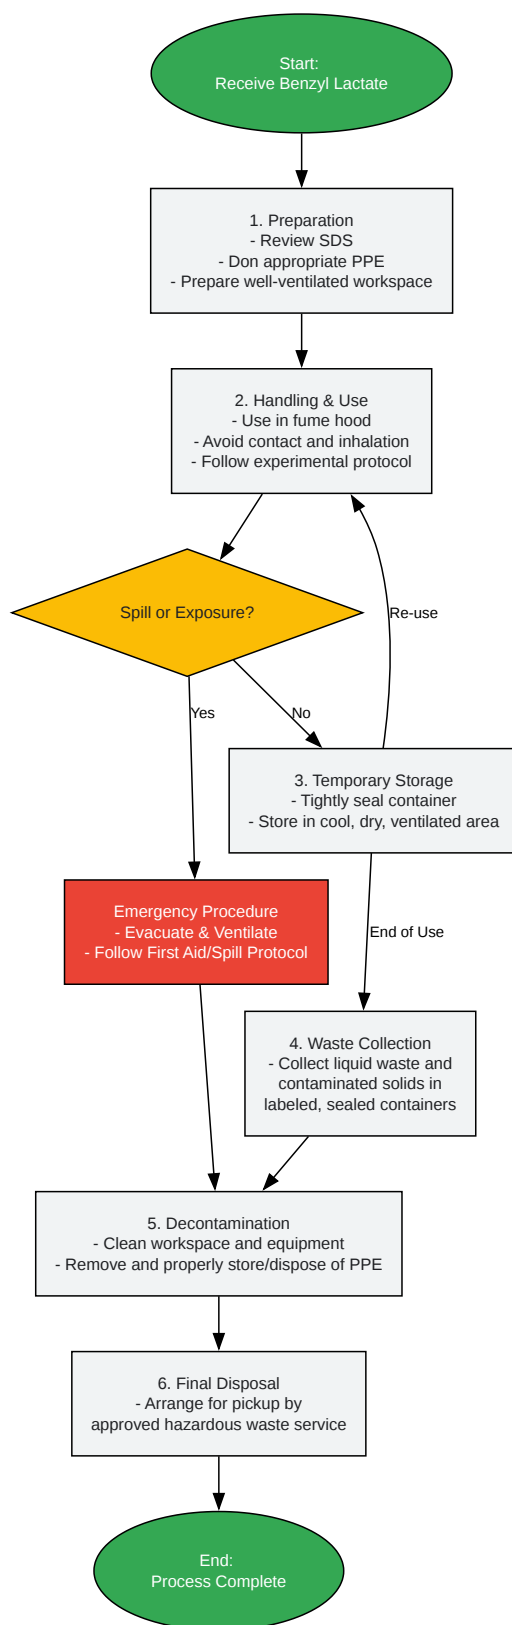 Start:
Receive Benzyl Lactate
1. Preparation
- Review SDS
- Don appropriate PPE
- Prepare well-ventilated workspace
2. Handling & Use
- Use in fume hood
- Avoid contact and inhalation
- Follow experimental protocol
Spill or Exposure?
Re-use
Yes
No
3. Temporary Storage
- Tightly seal container
- Store in cool, dry, ventilated area
Emergency Procedure
- Evacuate & Ventilate
- Follow First Aid/Spill Protocol
End of Use
4. Waste Collection
- Collect liquid waste and
contaminated solids in
labeled, sealed containers
5. Decontamination
- Clean workspace and equipment
- Remove and properly store/dispose of PPE
6. Final Disposal
- Arrange for pickup by
approved hazardous waste service
End:
Process Complete